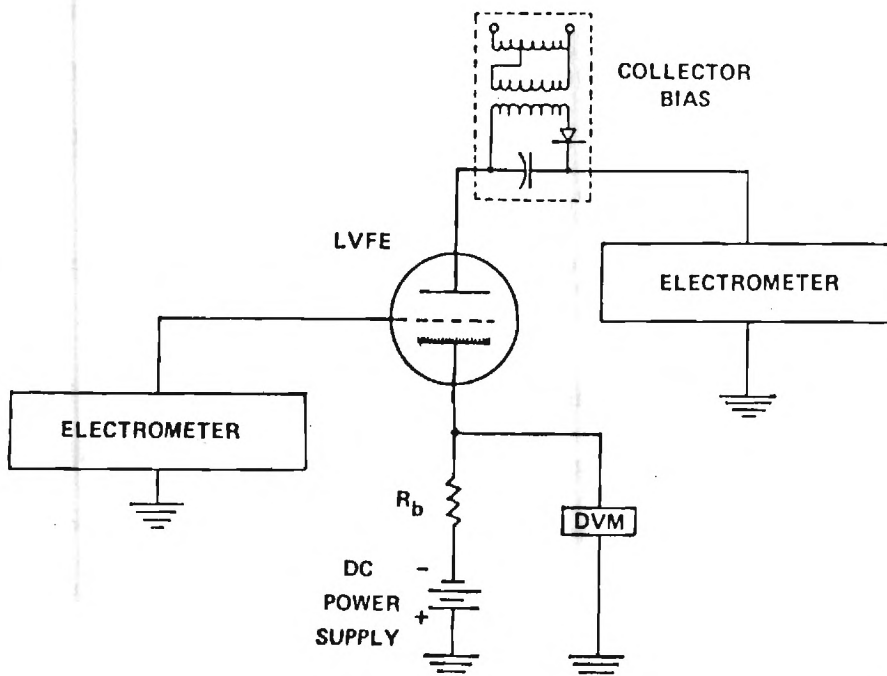 COLLECTOR
BIAS
LVFE
ELECTROMETER
ELECTROMETER
R_b
DVM
DC
POWER
SUPPLY
-
+